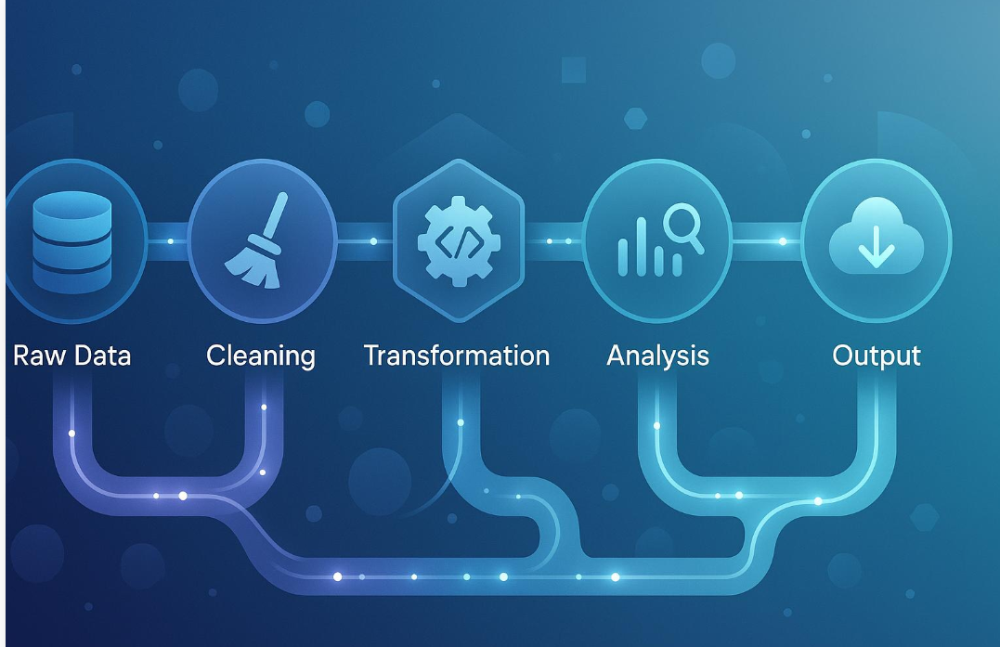 Raw Data
Cleaning
Transformation
Analysis
Output